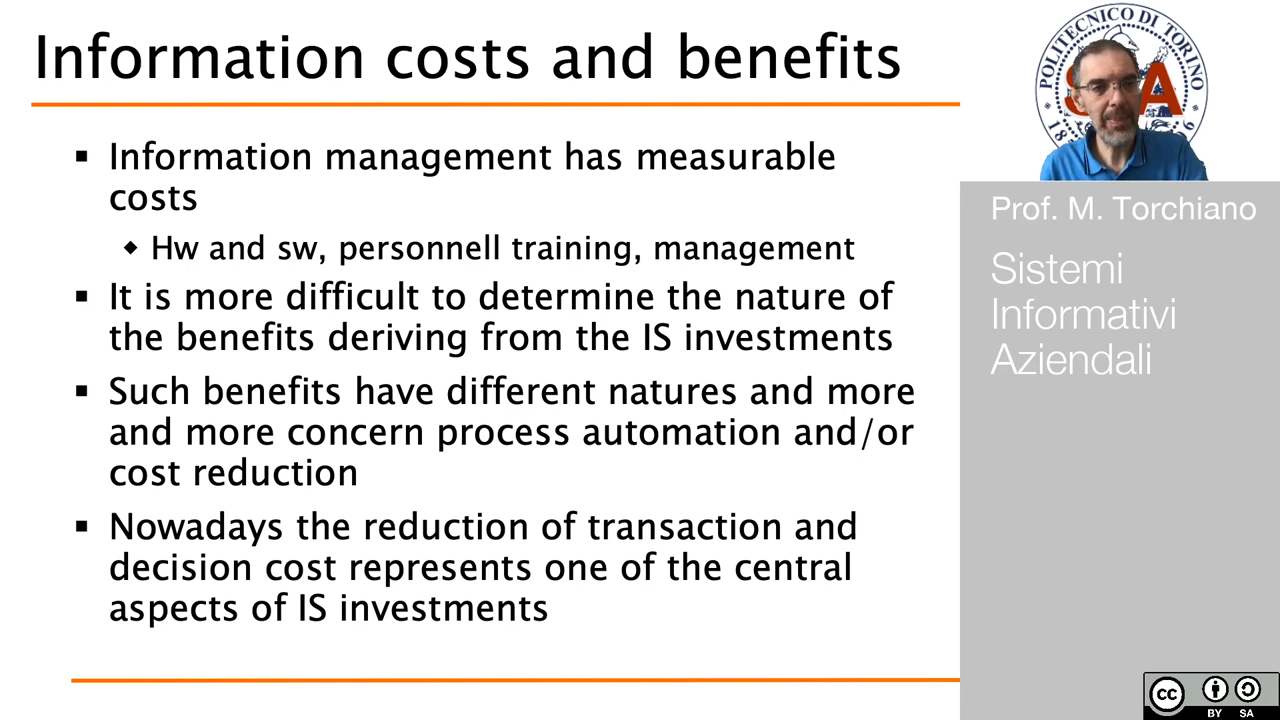 Information costs and benefits
Information management has measurable
costs
Hw and sw, personnell training, management
It is more difficult to determine the nature of
the benefits deriving from the IS investments
Such benefits have different natures and more
and more concern process automation and/or
cost reduction
Nowadays the reduction of transaction and
decision cost represents one of the central
aspects of IS investments
POLITECNICO DI TORINO
Prof. M. Torchiano
Sistemi
Informativi
Aziendali
cc
BY SA